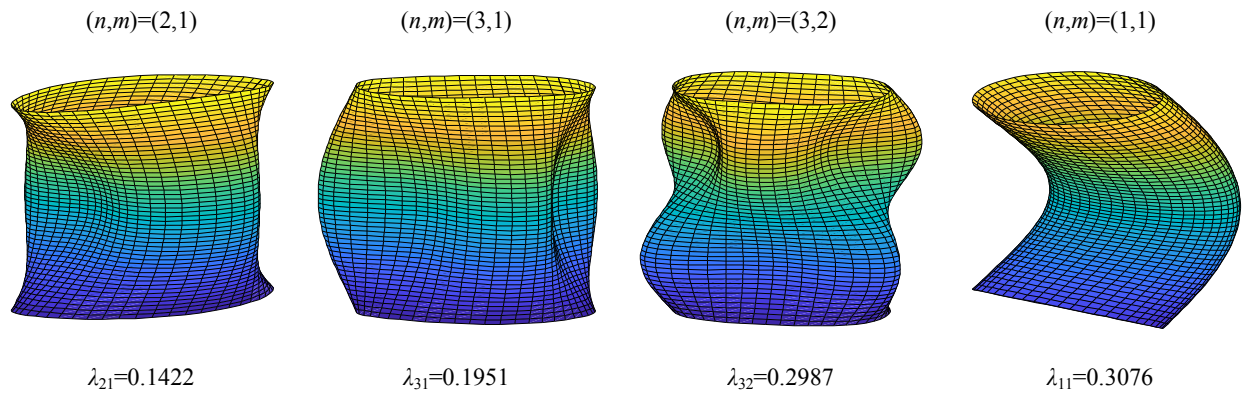 (n,m)=(2,1) (n,m)=(3,1) (n,m)=(3,2) (n,m)=(1,1)
λ21=0.1422 λ31=0.1951 λ32=0.2987 λ11=0.3076